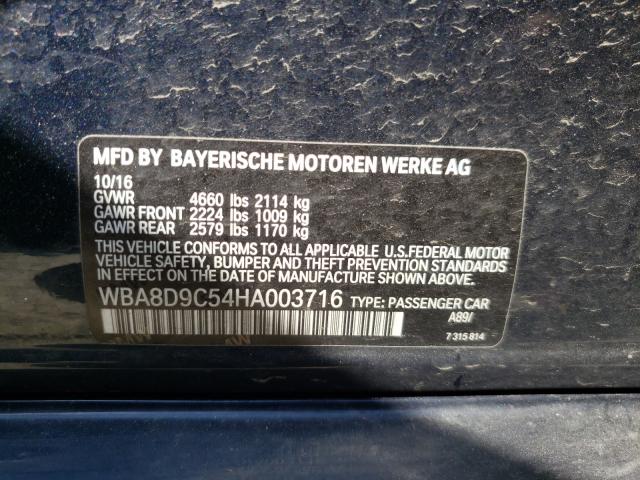 MFD BY BAYERISCHE MOTOREN WERKE AG
10/16
GVWR 4660 lbs 2114 kg
GAWR FRONT 2224 lbs 1009 kg
GAWR REAR 2579 lbs 1170 kg
THIS VEHICLE CONFORMS TO ALL APPLICABLE U.S.FEDERAL MOTOR
VEHICLE SAFETY, BUMPER AND THEFT PREVENTION STANDARDS
IN EFFECT ON THE DATE OF MANUFACTURE SHOWN ABOVE.
WBA8D9C54HA003716 TYPE: PASSENGER CAR
A89/
7 315 814